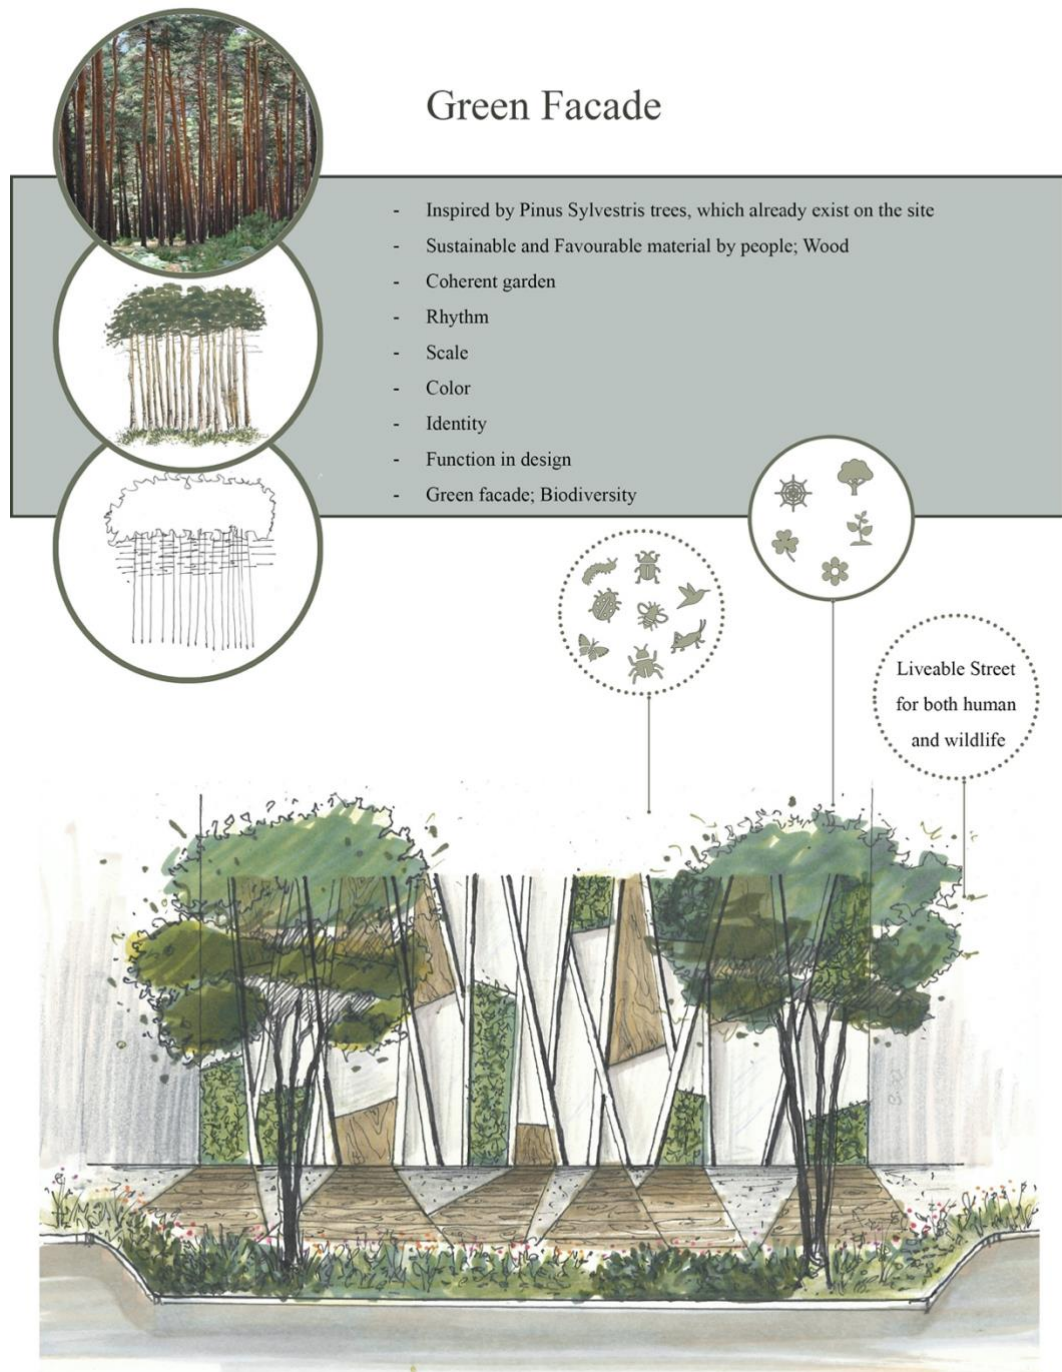 Green Facade
- Inspired by Pinus Sylvestris trees, which already exist on the site
- Sustainable and Favourable material by people; Wood
- Coherent garden
- Rhythm
- Scale
- Color
- Identity
- Function in design
- Green facade; Biodiversity
Liveable Street
for both human
and wildlife